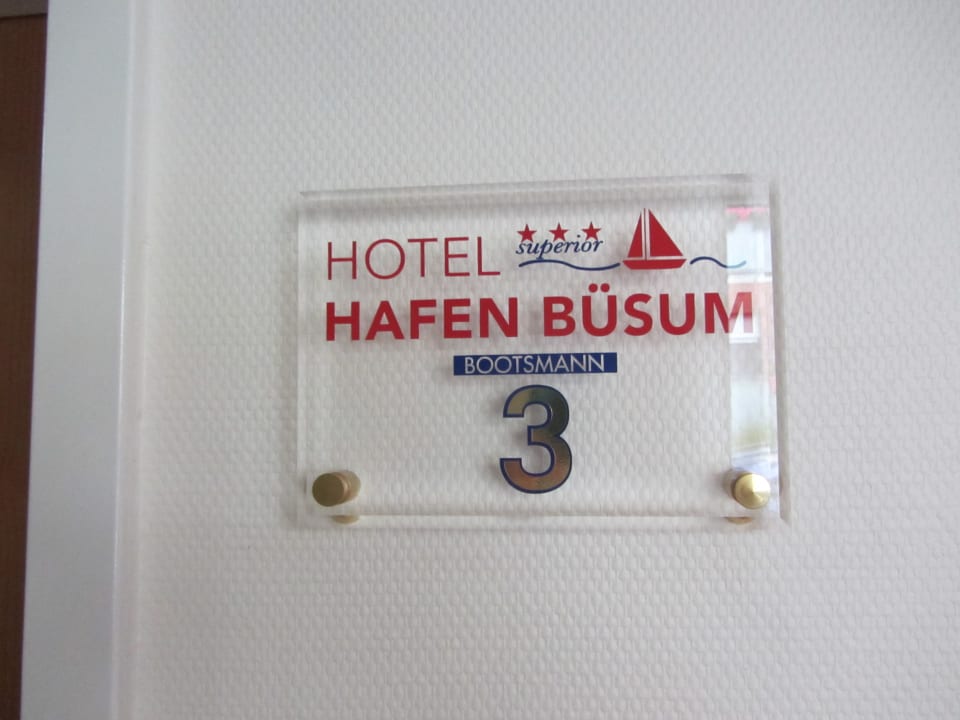 HOTEL superior
HAFEN BÜSUM
BOOTSMANN
3